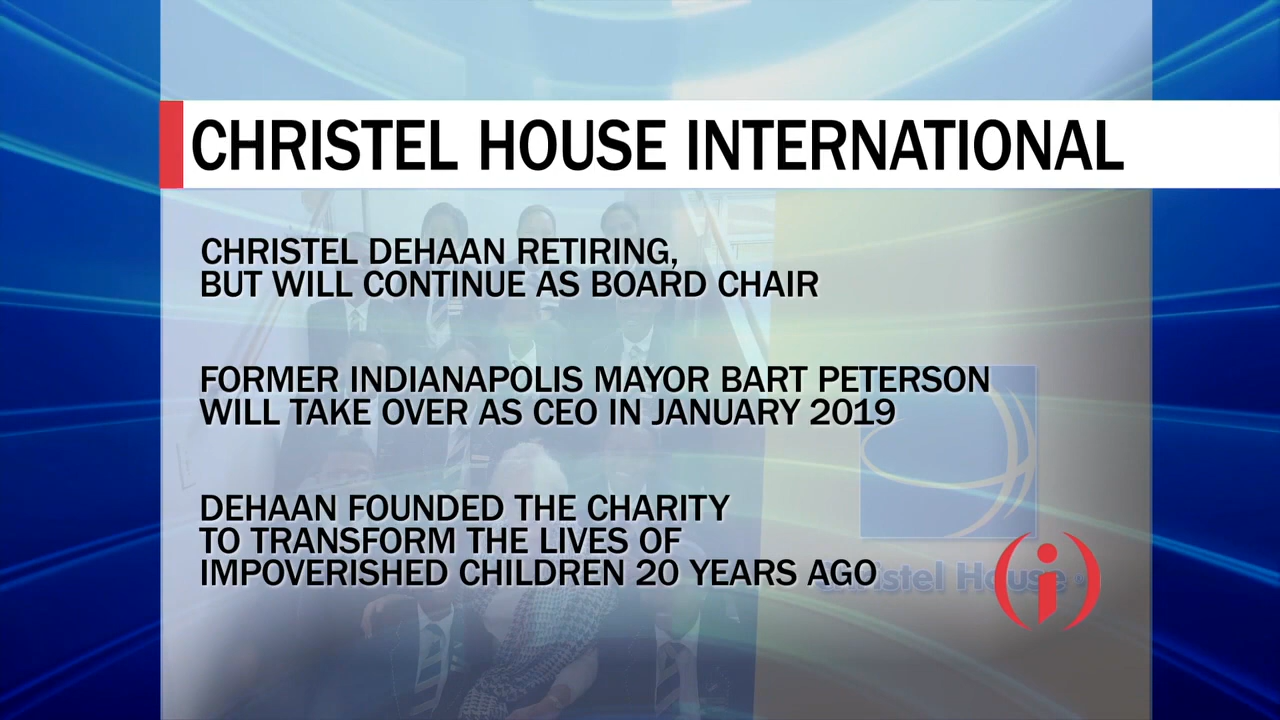 CHRISTEL HOUSE INTERNATIONAL
CHRISTEL DEHAAN RETIRING,
BUT WILL CONTINUE AS BOARD CHAIR
FORMER INDIANAPOLIS MAYOR BART PETERSON
WILL TAKE OVER AS CEO IN JANUARY 2019
DEHAAN FOUNDED THE CHARITY
TO TRANSFORM THE LIVES OF
IMPOVERISHED CHILDREN 20 YEARS AGO
Christel House
(i)